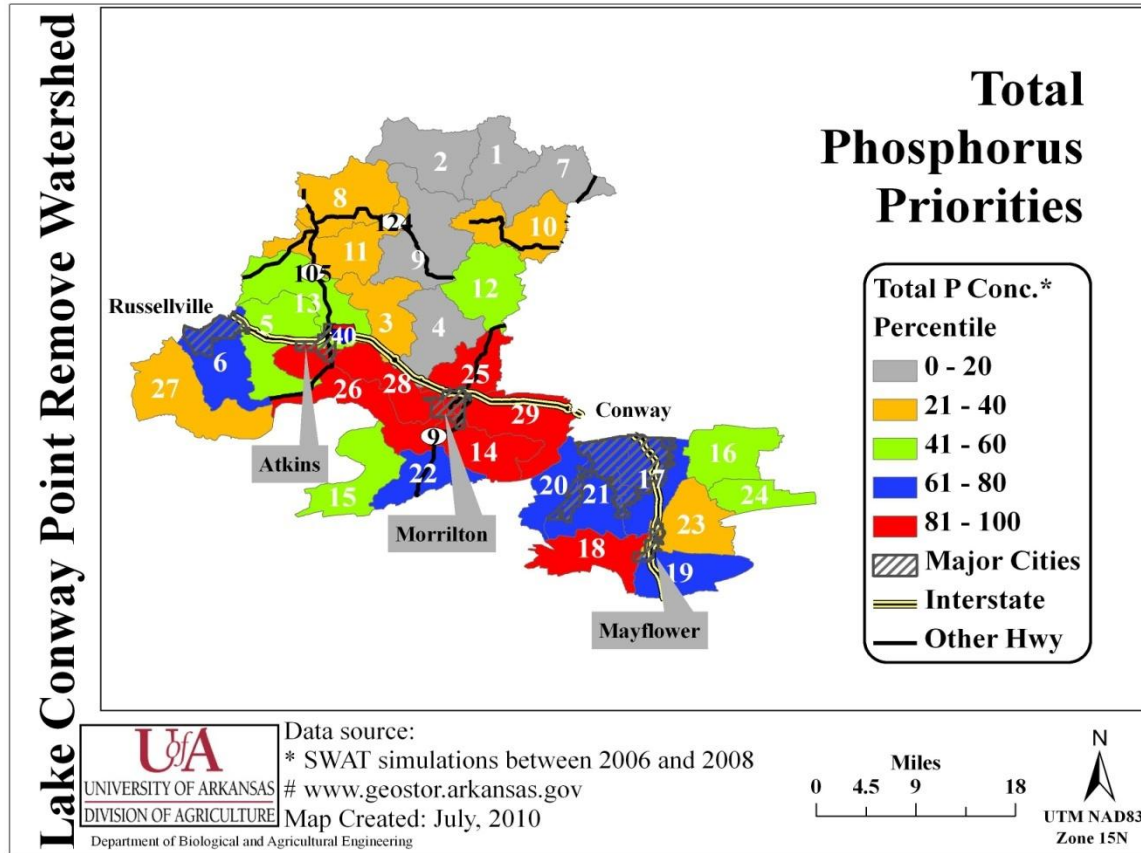 Lake Conway Point Remove Watershed
Total
Phosphorus
Priorities
2
1
7
8
124
10
11
9
105
12
Russellville
13
5
3
4
40
6
25
27
28
26
29
Conway
9
14
16
Atkins
22
20
17
15
21
24
23
Morrilton
18
19
Mayflower
Total P Conc.*
Percentile
0 - 20
21 - 40
41 - 60
61 - 80
81 - 100
Major Cities
Interstate
Other Hwy
UofA
UNIVERSITY OF ARKANSAS
DIVISION OF AGRICULTURE
Department of Biological and Agricultural Engineering
Data source:
* SWAT simulations between 2006 and 2008
# www.geostor.arkansas.gov
Map Created: July, 2010
Miles
0 4.5 9 18
N
UTM NAD83
Zone 15N